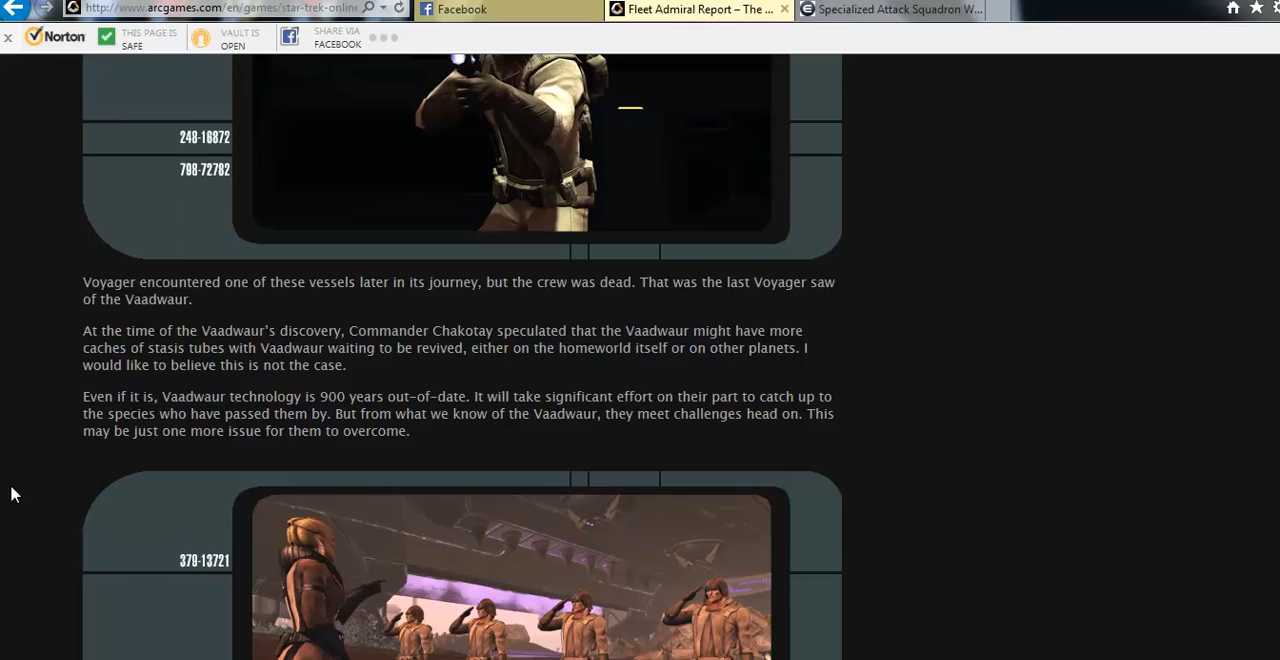 http://www.arcgames.com/en/games/star-trek-online
Facebook
Fleet Admiral Report – The ...
Specialized Attack Squadron W...
Norton
THIS PAGE IS
SAFE
VAULT IS
OPEN
SHARE VIA
FACEBOOK
248-16872
798-72782
Voyager encountered one of these vessels later in its journey, but the crew was dead. That was the last Voyager saw
of the Vaadwaur.
At the time of the Vaadwaur's discovery, Commander Chakotay speculated that the Vaadwaur might have more
caches of stasis tubes with Vaadwaur waiting to be revived, either on the homeworld itself or on other planets. I
would like to believe this is not the case.
Even if it is, Vaadwaur technology is 900 years out-of-date. It will take significant effort on their part to catch up to
the species who have passed them by. But from what we know of the Vaadwaur, they meet challenges head on. This
may be just one more issue for them to overcome.
379-13721